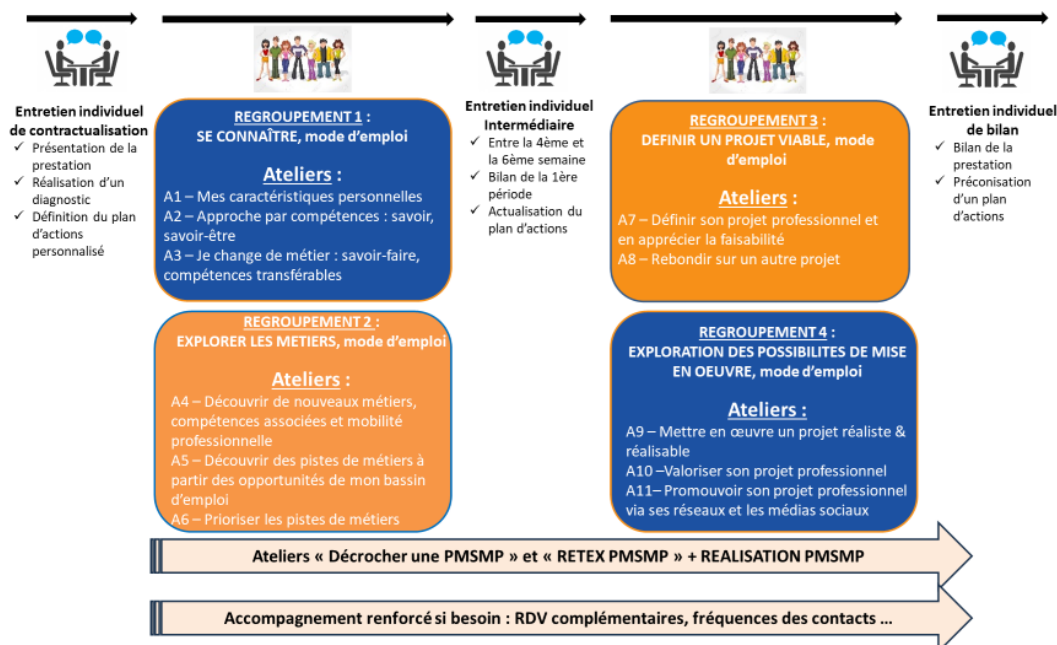 Entretien individuel
de contractualisation
✓ Présentation de la
prestation
✓ Réalisation d'un
diagnostic
✓ Définition du plan
d'actions
personnalisé
REGROUPEMENT 1 :
SE CONNAÎTRE, mode d'emploi
Ateliers :
A1 – Mes caractéristiques personnelles
A2 – Approche par compétences : savoir,
savoir-être
A3 – Je change de métier : savoir-faire,
compétences transférables
REGROUPEMENT 2 :
EXPLORER LES METIERS, mode d'emploi
Ateliers :
A4 – Découvrir de nouveaux métiers,
compétences associées et mobilité
professionnelle
A5 – Découvrir des pistes de métiers à
partir des opportunités de mon bassin
d'emploi
A6 – Prioriser les pistes de métiers
Entretien individuel
Intermédiaire
✓ Entre la 4ème et
la 6ème semaine
✓ Bilan de la 1ère
période
✓ Actualisation du
plan d'actions
REGROUPEMENT 3 :
DEFINIR UN PROJET VIABLE, mode
d'emploi
Ateliers :
A7 – Définir son projet professionnel et
en apprécier la faisabilité
A8 – Rebondir sur un autre projet
REGROUPEMENT 4 :
EXPLORATION DES POSSIBILITES DE MISE
EN OEUVRE, mode d'emploi
Ateliers :
A9 – Mettre en œuvre un projet réaliste &
réalisable
A10 –Valoriser son projet professionnel
A11– Promouvoir son projet professionnel
via ses réseaux et les médias sociaux
Entretien individuel
de bilan
✓ Bilan de la
prestation
✓ Préconisation
d'un plan
d'actions
Ateliers « Décrocher une PMSMP » et « RETEX PMSMP » + REALISATION PMSMP
Accompagnement renforcé si besoin : RDV complémentaires, fréquences des contacts ...